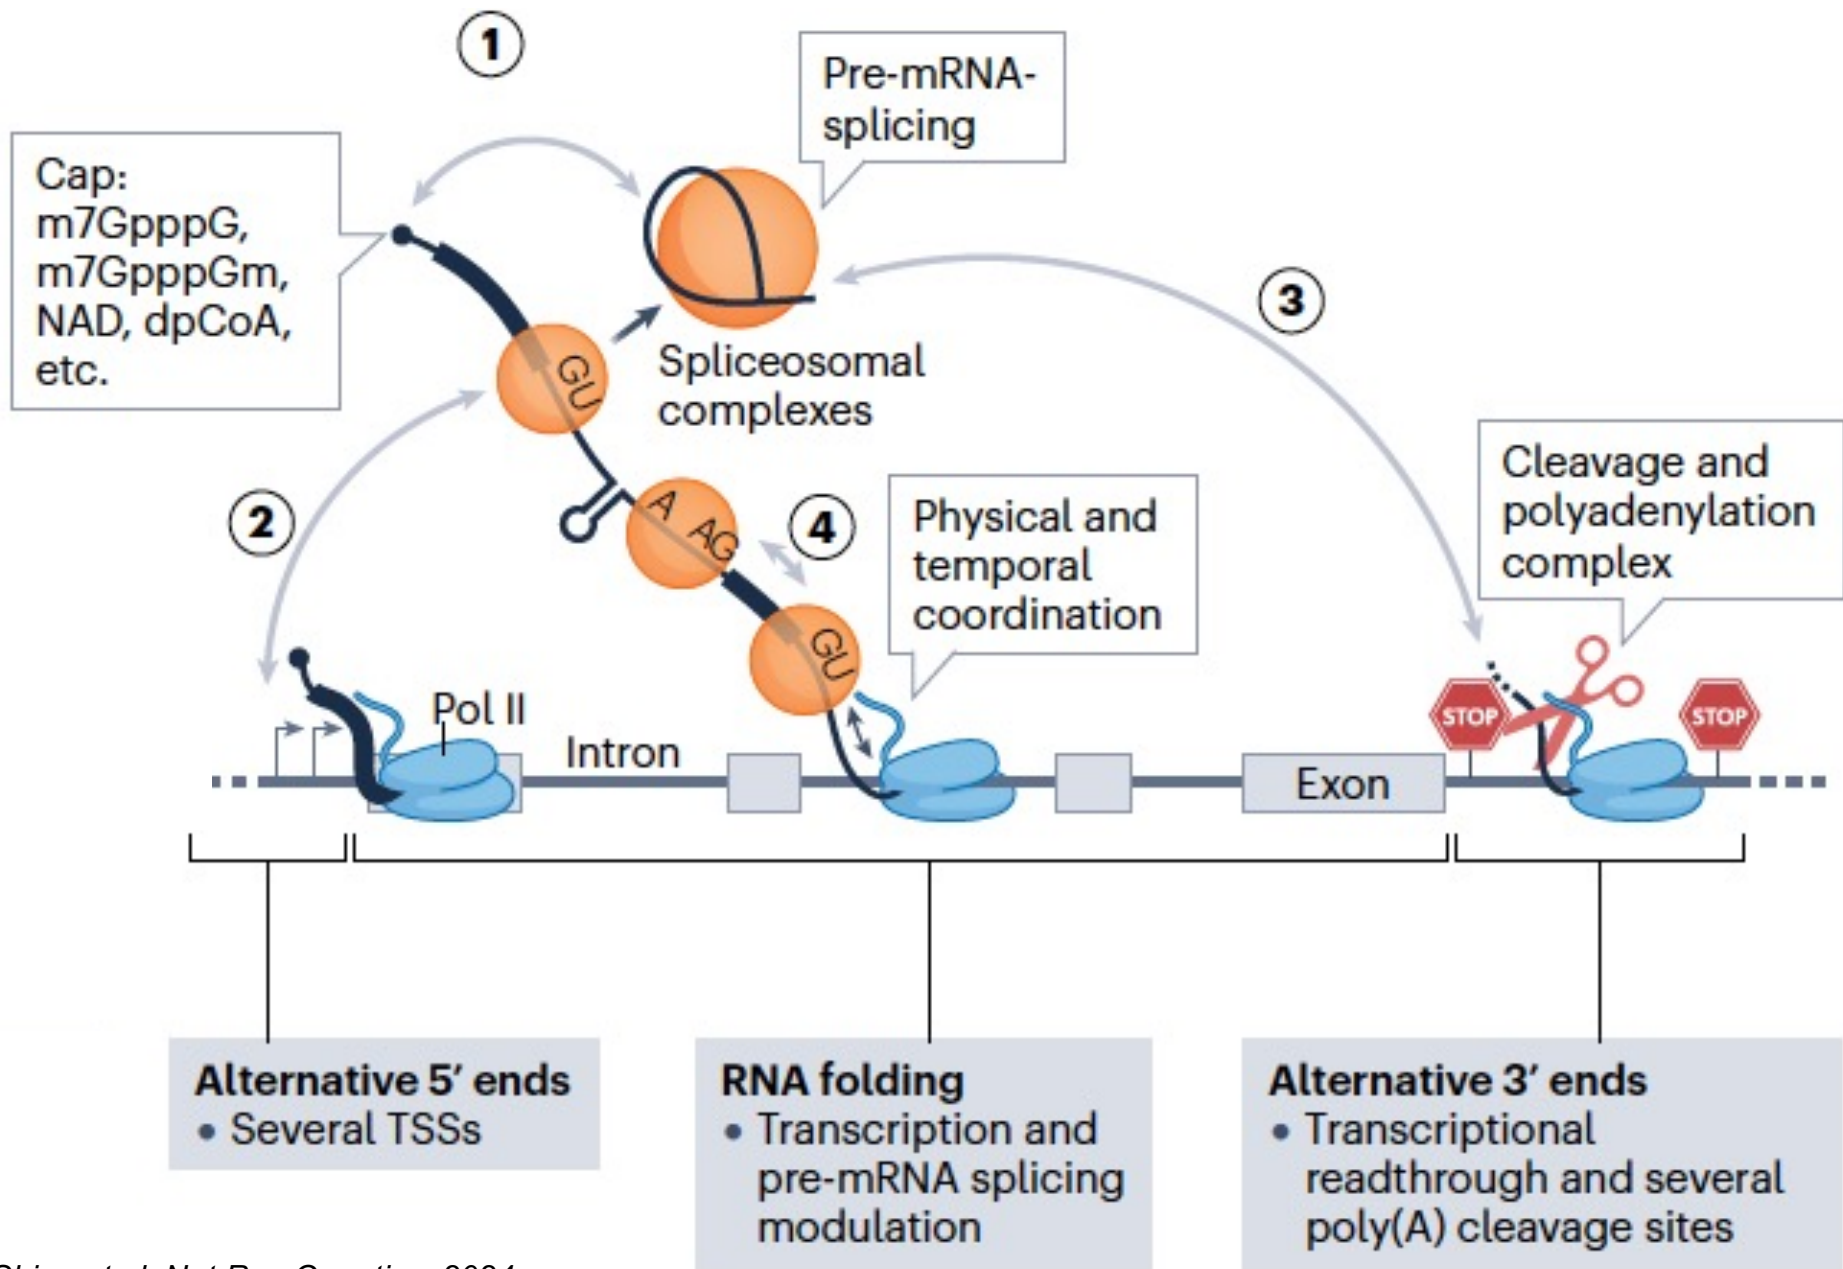 1
Pre-mRNA-
splicing
Cap:
m7GpppG,
m7GpppGm,
NAD, dpCoA,
etc.
3
GU
Spliceosomal
complexes
2
A AG
4
Physical and
temporal
coordination
Cleavage and
polyadenylation
complex
GU
Pol II
STOP
STOP
Intron
Exon
Alternative 5′ ends
• Several TSSs
RNA folding
• Transcription and
pre-mRNA splicing
modulation
Alternative 3′ ends
• Transcriptional
readthrough and several
poly(A) cleavage sites